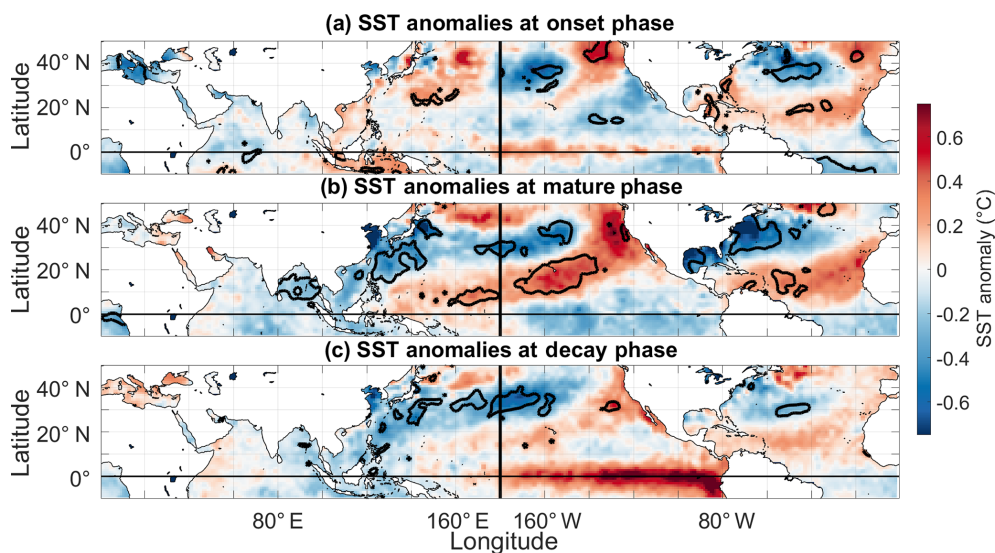 (a) SST anomalies at onset phase
40° N
20° N
0°
Latitude
(b) SST anomalies at mature phase
40° N
20° N
0°
Latitude
(c) SST anomalies at decay phase
40° N
20° N
0°
Latitude
80° E
160° E
160° W
80° W
Longitude
0.6
0.4
0.2
0
-0.2
-0.4
-0.6
SST anomaly (°C)